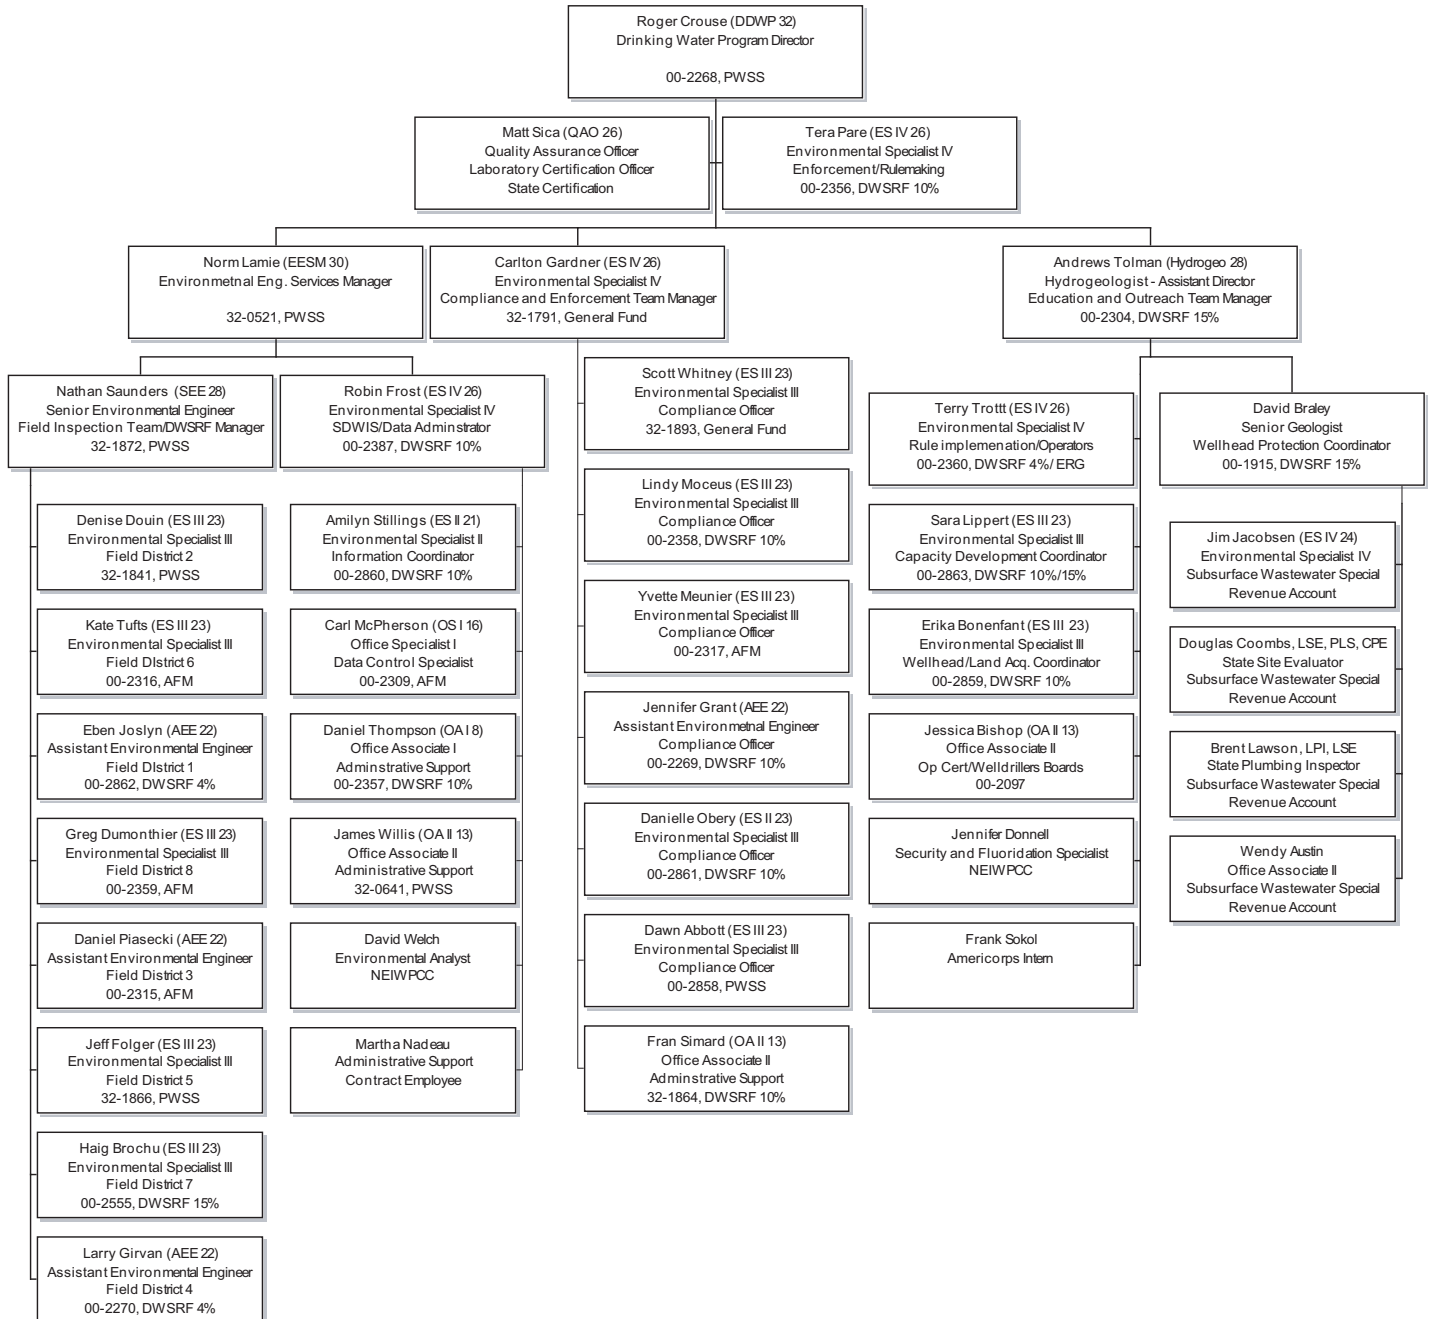 Roger Crouse (DDWP 32)
Drinking Water Program Director
00-2268, PWSS
Matt Sica (QAO 26)
Quality Assurance Officer
Laboratory Certification Officer
State Certification
Tera Pare (ES IV 26)
Environmental Specialist IV
Enforcement/Rulemaking
00-2356, DWSRF 10%
Norm Lamie (EESM 30)
Environmetnal Eng. Services Manager
32-0521, PWSS
Carlton Gardner (ES IV 26)
Environmental Specialist IV
Compliance and Enforcement Team Manager
32-1791, General Fund
Andrews Tolman (Hydrogeo 28)
Hydrogeologist - Assistant Director
Education and Outreach Team Manager
00-2304, DWSRF 15%
Nathan Saunders (SEE 28)
Senior Environmental Engineer
Field Inspection Team/DWSRF Manager
32-1872, PWSS
Denise Douin (ES III 23)
Environmental Specialist III
Field District 2
32-1841, PWSS
Kate Tufts (ES III 23)
Environmental Specialist III
Field DIstrict 6
00-2316, AFM
Eben Joslyn (AEE 22)
Assistant Environmental Engineer
Field DIstrict 1
00-2862, DWSRF 4%
Greg Dumonthier (ES III 23)
Environmental Specialist III
Field District 8
00-2359, AFM
Daniel Piasecki (AEE 22)
Assistant Environmental Engineer
Field District 3
00-2315, AFM
Jeff Folger (ES III 23)
Environmental Specialist III
Field District 5
32-1866, PWSS
Haig Brochu (ES III 23)
Environmental Specialist III
Field District 7
00-2555, DWSRF 15%
Larry Girvan (AEE 22)
Assistant Environmental Engineer
Field District 4
00-2270, DWSRF 4%
Robin Frost (ES IV 26)
Environmental Specialist IV
SDWIS/Data Adminstrator
00-2387, DWSRF 10%
Amilyn Stillings (ES II 21)
Environmental Specialist II
Information Coordinator
00-2860, DWSRF 10%
Carl McPherson (OS I 16)
Office Specialist I
Data Control Specialist
00-2309, AFM
Daniel Thompson (OA I 8)
Office Associate I
Adminstrative Support
00-2357, DWSRF 10%
James Willis (OA II 13)
Office Associate II
Administrative Support
32-0641, PWSS
David Welch
Environmental Analyst
NEIWPCC
Martha Nadeau
Administrative Support
Contract Employee
Scott Whitney (ES III 23)
Environmental Specialist III
Compliance Officer
32-1893, General Fund
Lindy Moceus (ES III 23)
Environmental Specialist III
Compliance Officer
00-2358, DWSRF 10%
Yvette Meunier (ES III 23)
Environmental Specialist III
Compliance Officer
00-2317, AFM
Jennifer Grant (AEE 22)
Assistant Environmetnal Engineer
Compliance Officer
00-2269, DWSRF 10%
Danielle Obery (ES II 23)
Environmental Specialist III
Compliance Officer
00-2861, DWSRF 10%
Dawn Abbott (ES III 23)
Environmental Specialist III
Compliance Officer
00-2858, PWSS
Fran Simard (OA II 13)
Office Associate II
Adminstrative Support
32-1864, DWSRF 10%
Terry Trottt (ES IV 26)
Environmental Specialist IV
Rule implemenation/Operators
00-2360, DWSRF 4%/ ERG
Sara Lippert (ES III 23)
Environmental Specialist III
Capacity Development Coordinator
00-2863, DWSRF 10%/15%
Erika Bonenfant (ES III 23)
Environmental Specialist III
Wellhead/Land Acq. Coordinator
00-2859, DWSRF 10%
Jessica Bishop (OA II 13)
Office Associate II
Op Cert/Welldrillers Boards
00-2097
Jennifer Donnell
Security and Fluoridation Specialist
NEIWPCC
Frank Sokol
Americorps Intern
David Braley
Senior Geologist
Wellhead Protection Coordinator
00-1915, DWSRF 15%
Jim Jacobsen (ES IV 24)
Environmental Specialist IV
Subsurface Wastewater Special
Revenue Account
Douglas Coombs, LSE, PLS, CPE
State Site Evaluator
Subsurface Wastewater Special
Revenue Account
Brent Lawson, LPI, LSE
State Plumbing Inspector
Subsurface Wastewater Special
Revenue Account
Wendy Austin
Office Associate II
Subsurface Wastewater Special
Revenue Account